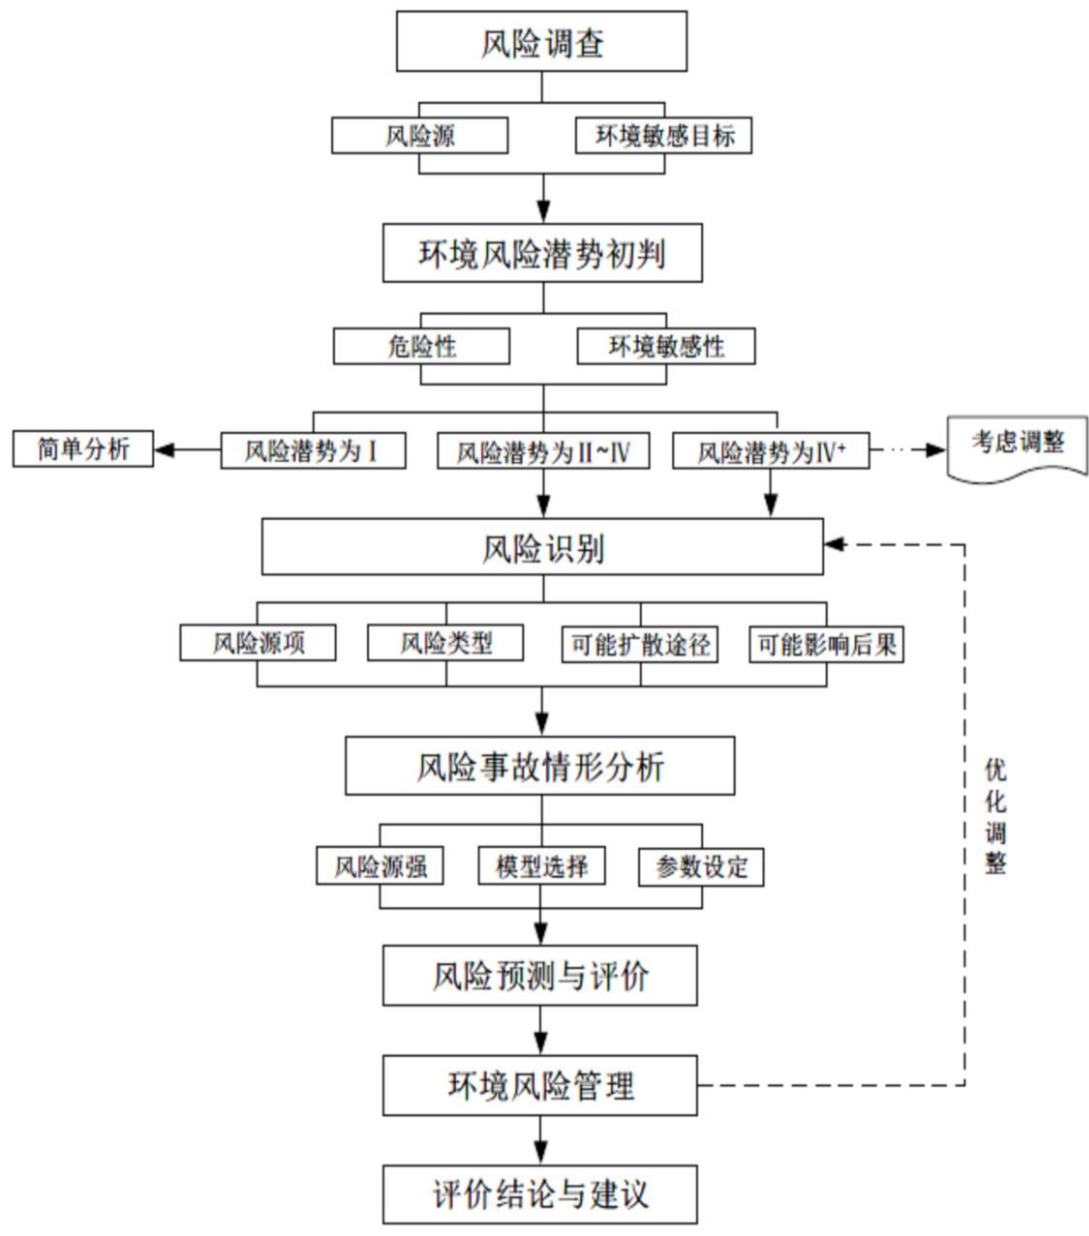 风险调查
风险源
环境敏感目标
环境风险潜势初判
危险性
环境敏感性
简单分析
风险潜势为Ⅰ
风险潜势为Ⅱ~Ⅳ
风险潜势为Ⅳ⁺
考虑调整
风险识别
风险源项
风险类型
可能扩散途径
可能影响后果
风险事故情形分析
优化调整
风险源强
模型选择
参数设定
风险预测与评价
环境风险管理
评价结论与建议